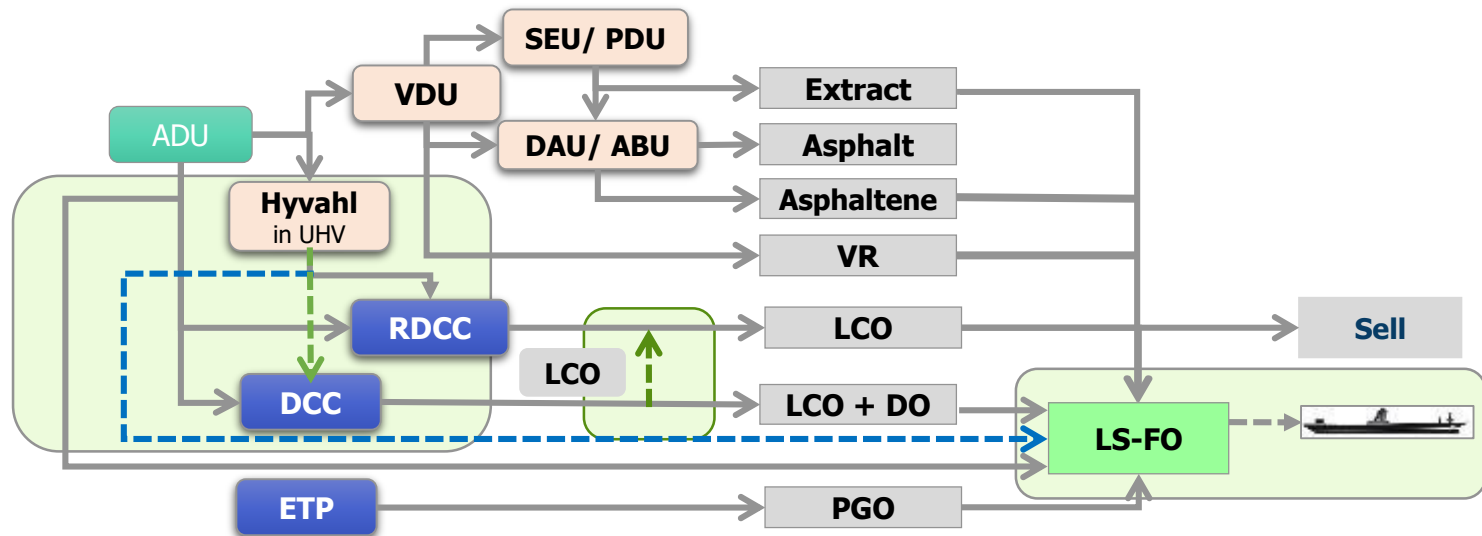 SEU/ PDU
VDU
Extract
ADU
DAU/ ABU
Asphalt
Hyvahl
in UHV
Asphaltene
VR
RDCC
LCO
Sell
LCO
DCC
LCO + DO
LS-FO
ETP
PGO